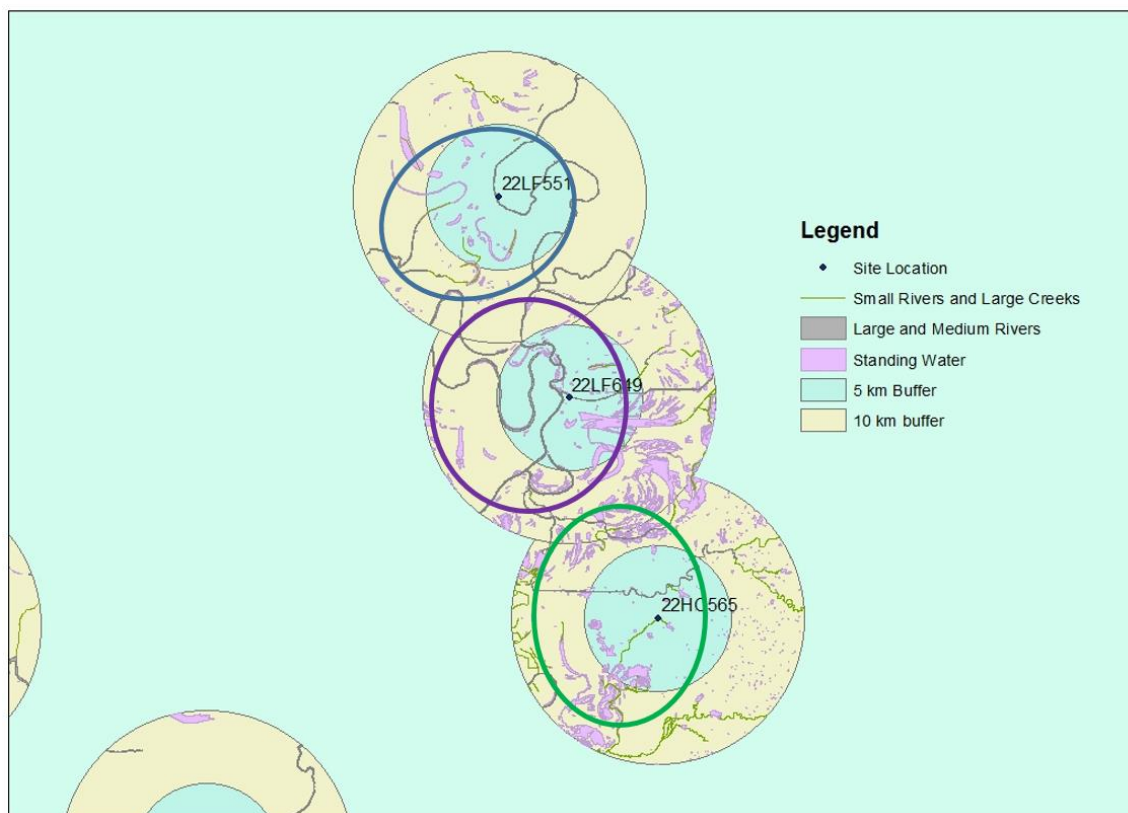 22LF551
22LF649
22HO565
Legend
Site Location
Small Rivers and Large Creeks
Large and Medium Rivers
Standing Water
5 km Buffer
10 km buffer